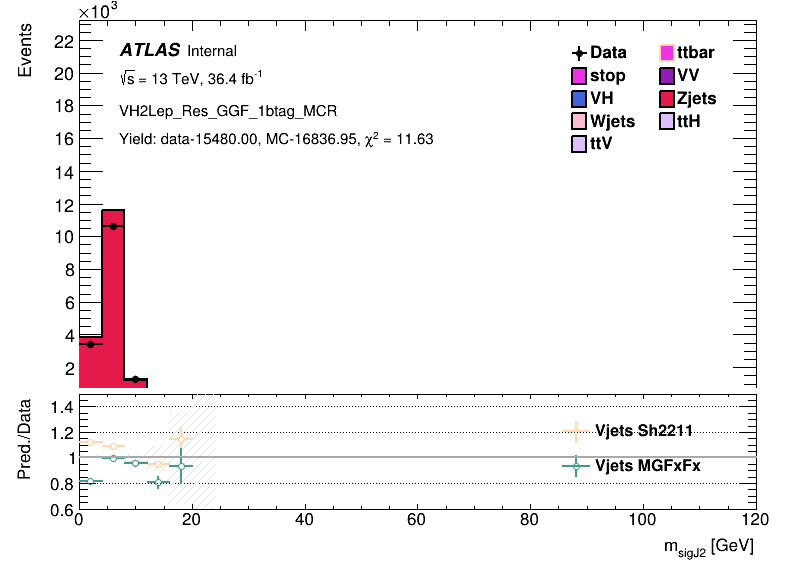 ×10³
Events
22
20
18
16
14
12
10
8
6
4
2
ATLAS Internal
√s = 13 TeV, 36.4 fb⁻¹
VH2Lep_Res_GGF_1btag_MCR
Yield: data-15480.00, MC-16836.95, χ² = 11.63
Data
ttbar
stop
VV
VH
Zjets
Wjets
ttH
ttV
Pred./Data
1.4
1.2
1
0.8
0.6
Vjets Sh2211
Vjets MGFxFx
0 20 40 60 80 100 120
m_sigJ2 [GeV]